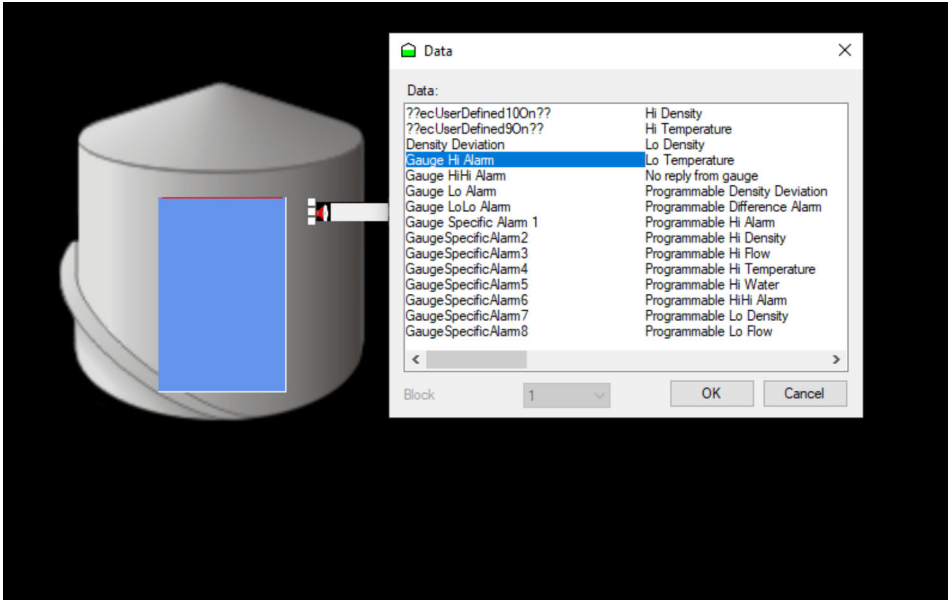 Data
Data:
??ecUserDefined10On??
??ecUserDefined9On??
Density Deviation
Gauge Hi Alarm
Gauge HiHi Alarm
Gauge Lo Alarm
Gauge LoLo Alarm
Gauge Specific Alarm 1
GaugeSpecificAlarm2
GaugeSpecificAlarm3
GaugeSpecificAlarm4
GaugeSpecificAlarm5
GaugeSpecificAlarm6
GaugeSpecificAlarm7
GaugeSpecificAlarm8
Hi Density
Hi Temperature
Lo Density
Lo Temperature
No reply from gauge
Programmable Density Deviation
Programmable Difference Alarm
Programmable Hi Alarm
Programmable Hi Density
Programmable Hi Flow
Programmable Hi Temperature
Programmable Hi Water
Programmable HiHi Alarm
Programmable Lo Density
Programmable Lo Flow
Block
1
OK
Cancel